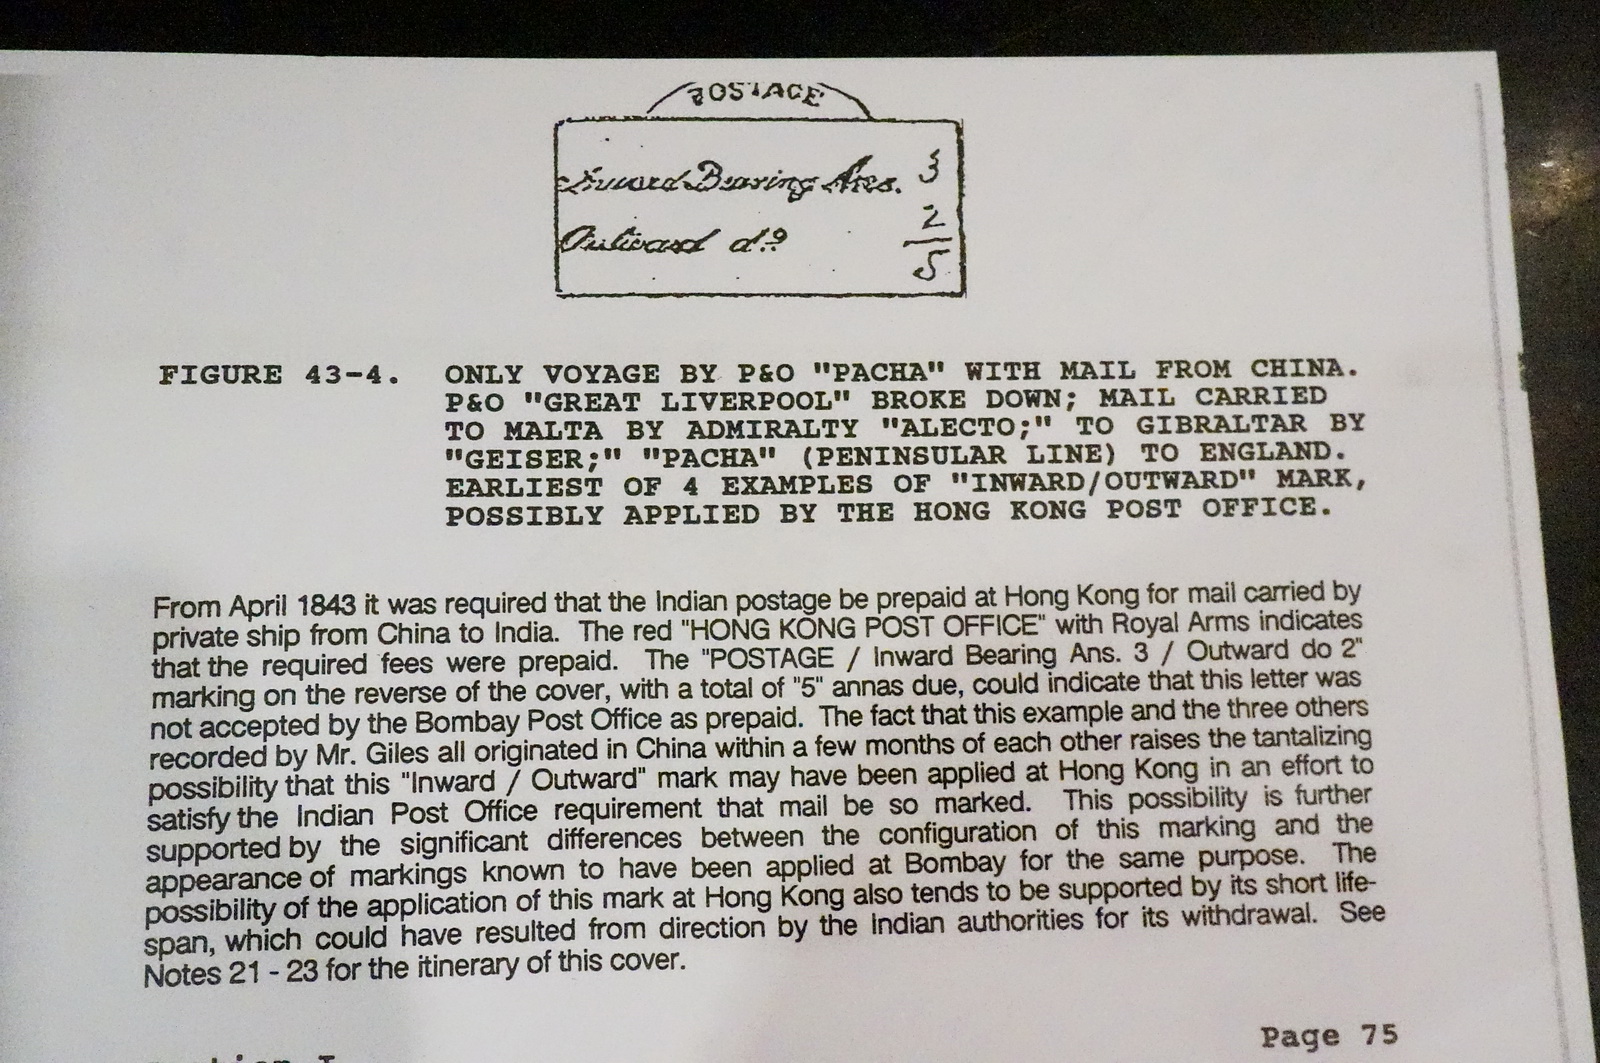 POSTAGE
Inward Bearing Ans. 3
Outward do 2
5
FIGURE 43-4. ONLY VOYAGE BY P&O "PACHA" WITH MAIL FROM CHINA.
P&O "GREAT LIVERPOOL" BROKE DOWN; MAIL CARRIED
TO MALTA BY ADMIRALTY "ALECTO;" TO GIBRALTAR BY
"GEISER;" "PACHA" (PENINSULAR LINE) TO ENGLAND.
EARLIEST OF 4 EXAMPLES OF "INWARD/OUTWARD" MARK,
POSSIBLY APPLIED BY THE HONG KONG POST OFFICE.
From April 1843 it was required that the Indian postage be prepaid at Hong Kong for mail carried by
private ship from China to India. The red "HONG KONG POST OFFICE" with Royal Arms indicates
that the required fees were prepaid. The "POSTAGE / Inward Bearing Ans. 3 / Outward do 2"
marking on the reverse of the cover, with a total of "5" annas due, could indicate that this letter was
not accepted by the Bombay Post Office as prepaid. The fact that this example and the three others
recorded by Mr. Giles all originated in China within a few months of each other raises the tantalizing
possibility that this "Inward / Outward" mark may have been applied at Hong Kong in an effort to
satisfy the Indian Post Office requirement that mail be so marked. This possibility is further
supported by the significant differences between the configuration of this marking and the
appearance of markings known to have been applied at Bombay for the same purpose. The
possibility of the application of this mark at Hong Kong also tends to be supported by its short life-
span, which could have resulted from direction by the Indian authorities for its withdrawal. See
Notes 21 - 23 for the itinerary of this cover.
Page 75